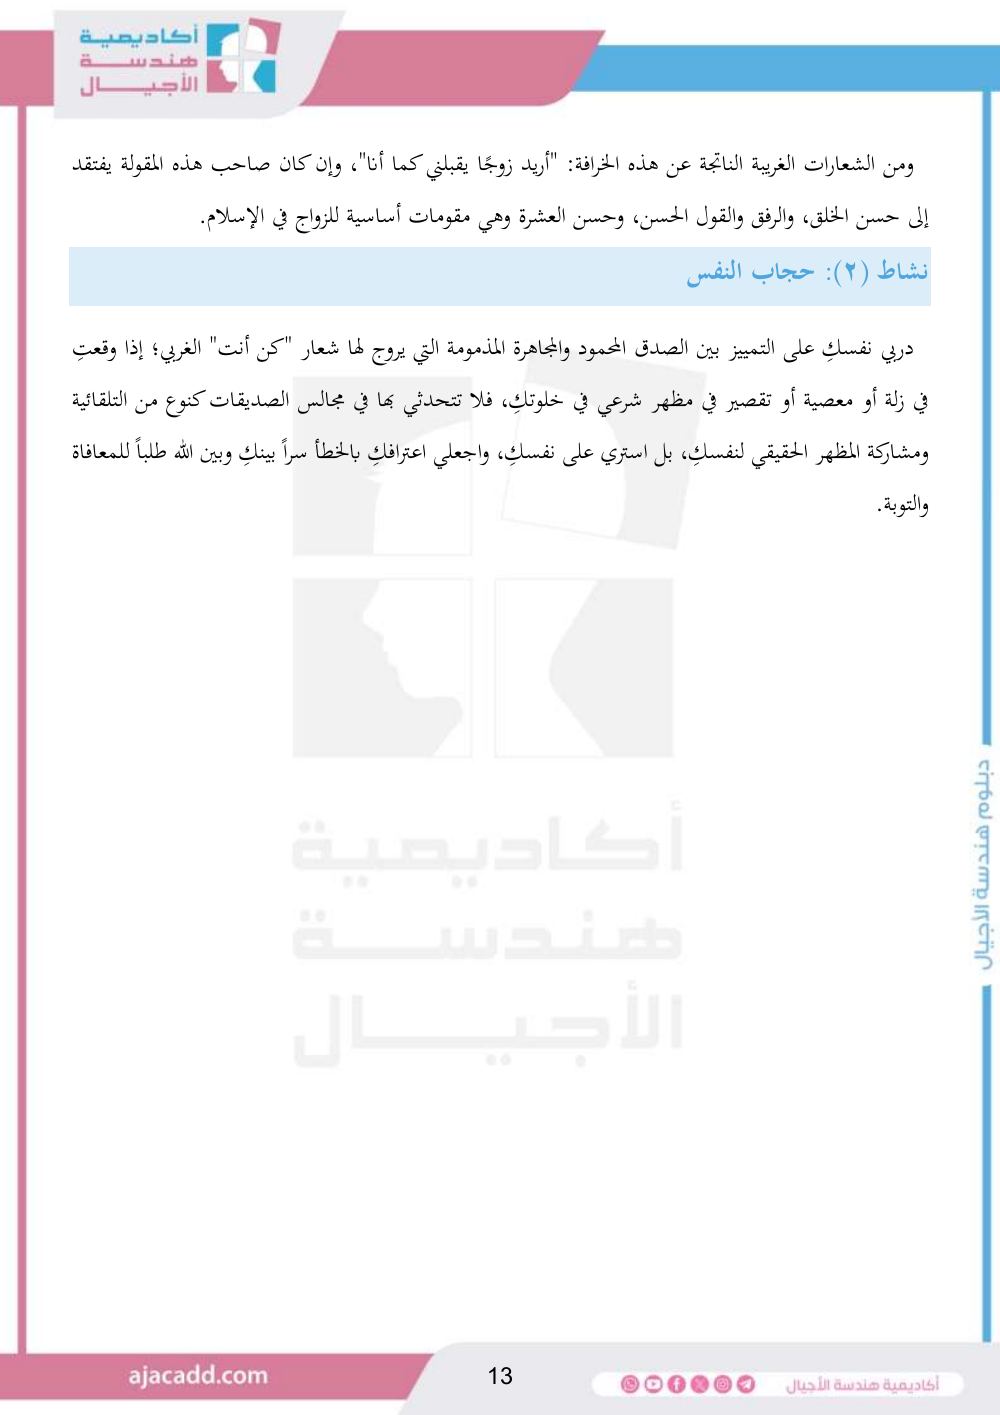 أكاديمية
هندسة
الأجيال
ومن الشعارات الغريبة الناتجة عن هذه الخرافة: "أريد زوجًا يقبلني كما أنا"، وإن كان صاحب هذه المقولة يفتقد
إلى حسن الخلق، والرفق والقول الحسن، وحسن العشرة وهي مقومات أساسية للزواج في الإسلام.
نشاط (٢): حجاب النفس
دربي نفسكِ على التمييز بين الصدق المحمود والمجاهرة المذمومة التي يروج لها شعار "كن أنت" الغربي؛ إذا وقعتِ
في زلة أو معصية أو تقصير في مظهر شرعي في خلوتكِ، فلا تتحدثي بها في مجالس الصديقات كنوع من التلقائية
ومشاركة المظهر الحقيقي لنفسكِ، بل استري على نفسكِ، واجعلي اعترافكِ بالخطأ سراً بينكِ وبين الله طلباً للمعافاة
والتوبة.
أكاديمية
هندسة
الأجيال
دبلوم هندسة الأجيال
ajacadd.com
13
أكاديمية هندسة الأجيال